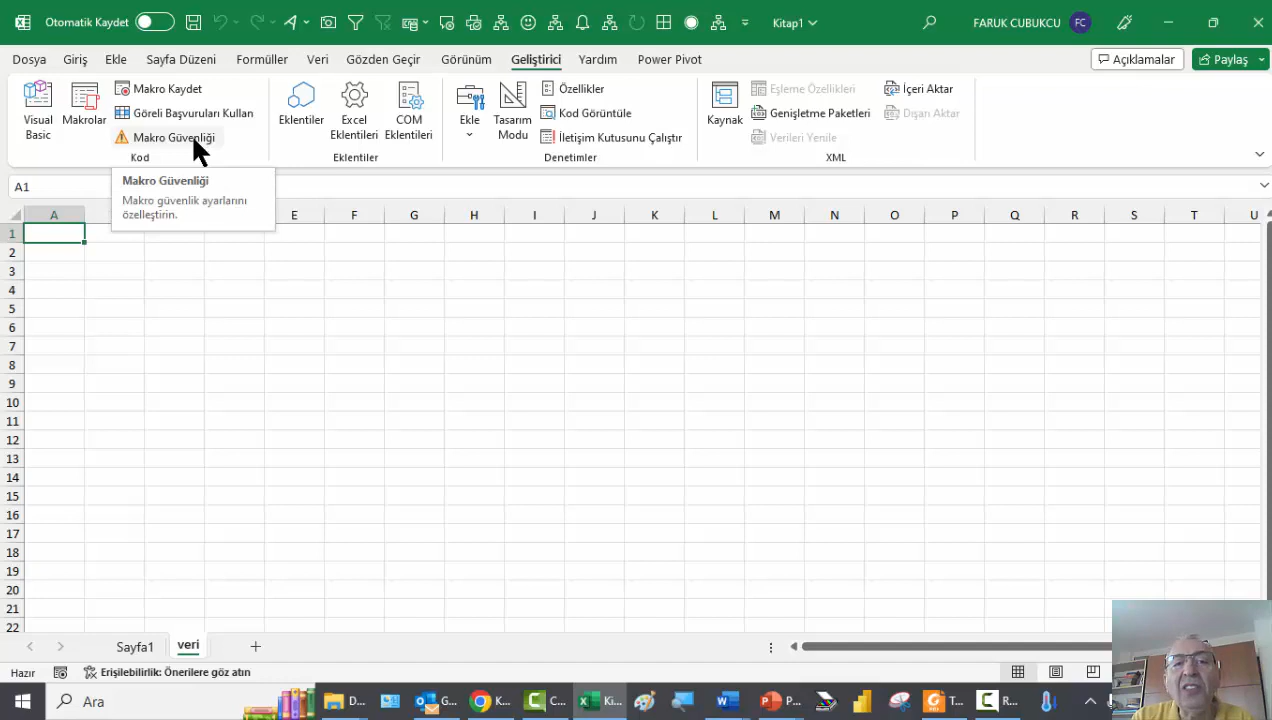 Otomatik Kaydet
Kitap1
FARUK CUBUKCU
FC
Dosya
Giriş
Ekle
Sayfa Düzeni
Formüller
Veri
Gözden Geçir
Görünüm
Geliştirici
Yardım
Power Pivot
Açıklamalar
Paylaş
Visual
Basic
Makrolar
Makro Kaydet
Göreli Başvuruları Kullan
Makro Güvenliği
Kod
Eklentiler
Excel
Eklentileri
COM
Eklentileri
Eklentiler
Ekle
Tasarım
Modu
Özellikler
Kod Görüntüle
İletişim Kutusunu Çalıştır
Denetimler
Kaynak
Eşleme Özellikleri
Genişletme Paketleri
Verileri Yenile
İçeri Aktar
Dışarı Aktar
XML
A1
Makro Güvenliği
Makro güvenlik ayarlarını
özelleştirin.
A E F G H I J K L M N O P Q R S T U
1
2
3
4
5
6
7
8
9
10
11
12
13
14
15
16
17
18
19
20
21
22
Sayfa1
veri
Hazır
Erişilebilirlik: Önerilere göz atın
Ara
D...
G...
K...
C...
Ki...
P...
T...
R...